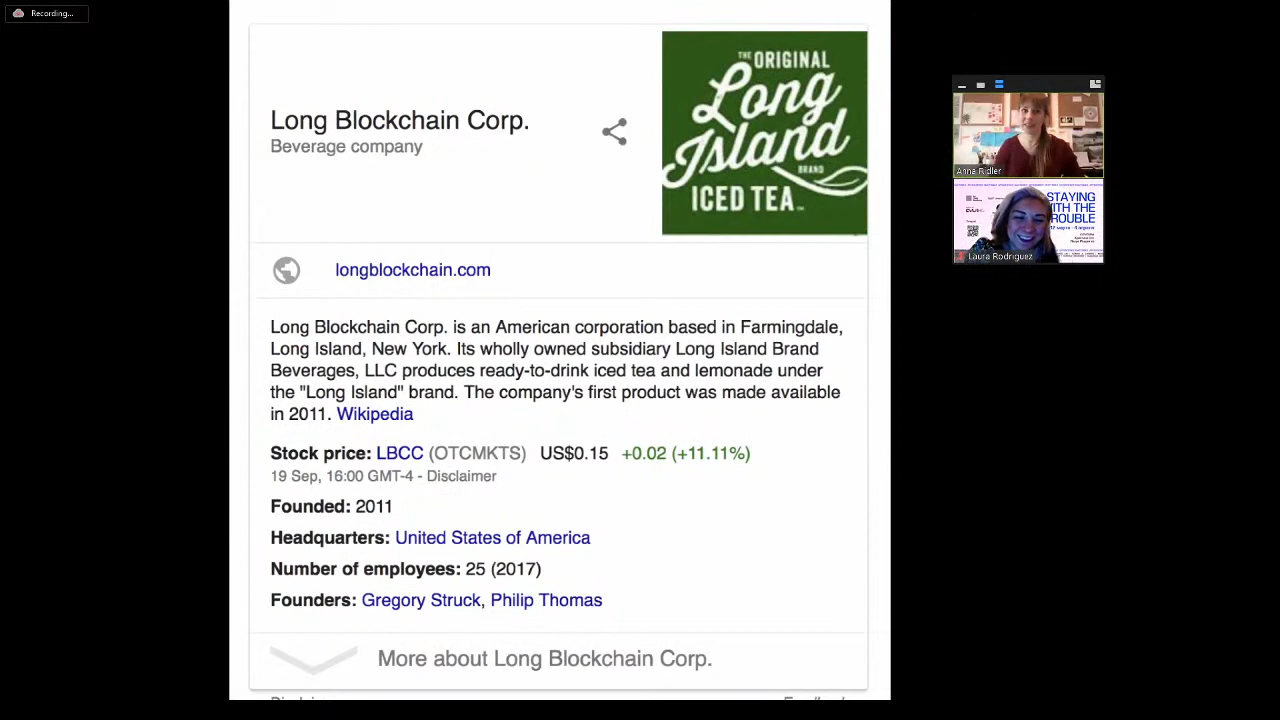 Recording...
THE ORIGINAL
Long
Island
BRAND
ICED TEA
Long Blockchain Corp.
Beverage company
longblockchain.com
Long Blockchain Corp. is an American corporation based in Farmingdale,
Long Island, New York. Its wholly owned subsidiary Long Island Brand
Beverages, LLC produces ready-to-drink iced tea and lemonade under
the "Long Island" brand. The company's first product was made available
in 2011. Wikipedia
Stock price: LBCC (OTCMKTS) US$0.15 +0.02 (+11.11%)
19 Sep, 16:00 GMT-4 - Disclaimer
Founded: 2011
Headquarters: United States of America
Number of employees: 25 (2017)
Founders: Gregory Struck, Philip Thomas
More about Long Blockchain Corp.
Anna Ridler
STAYING
WITH THE
ROUBLE
Laura Rodriguez